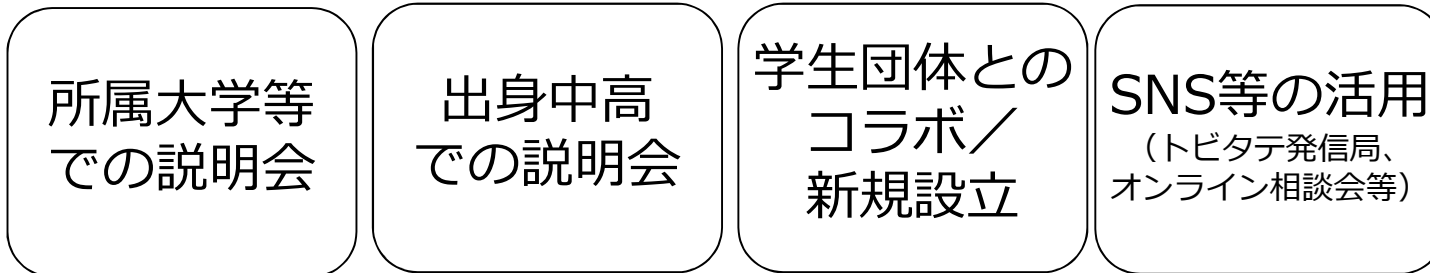 所属大学等
での説明会
出身中高
での説明会
学生団体との
コラボ／
新規設立
SNS等の活用
（トビタテ発信局、
オンライン相談会等）